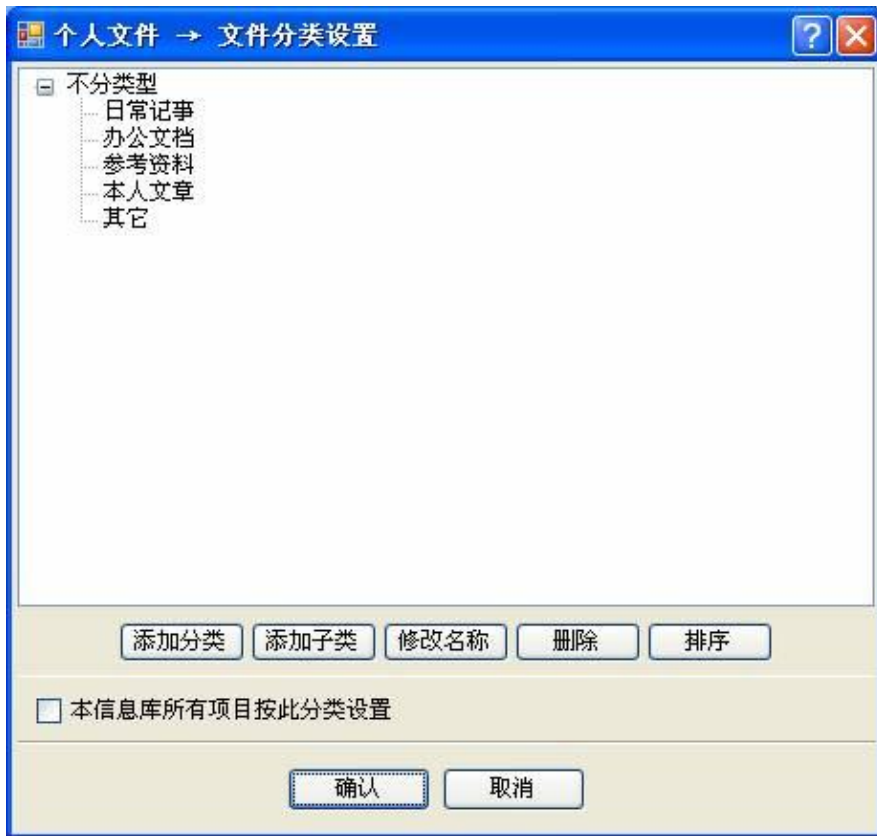 个人文件 → 文件分类设置
不分类型
日常记事
办公文档
参考资料
本人文章
其它
添加分类 添加子类 修改名称 删除 排序
本信息库所有项目按此分类设置
确认 取消